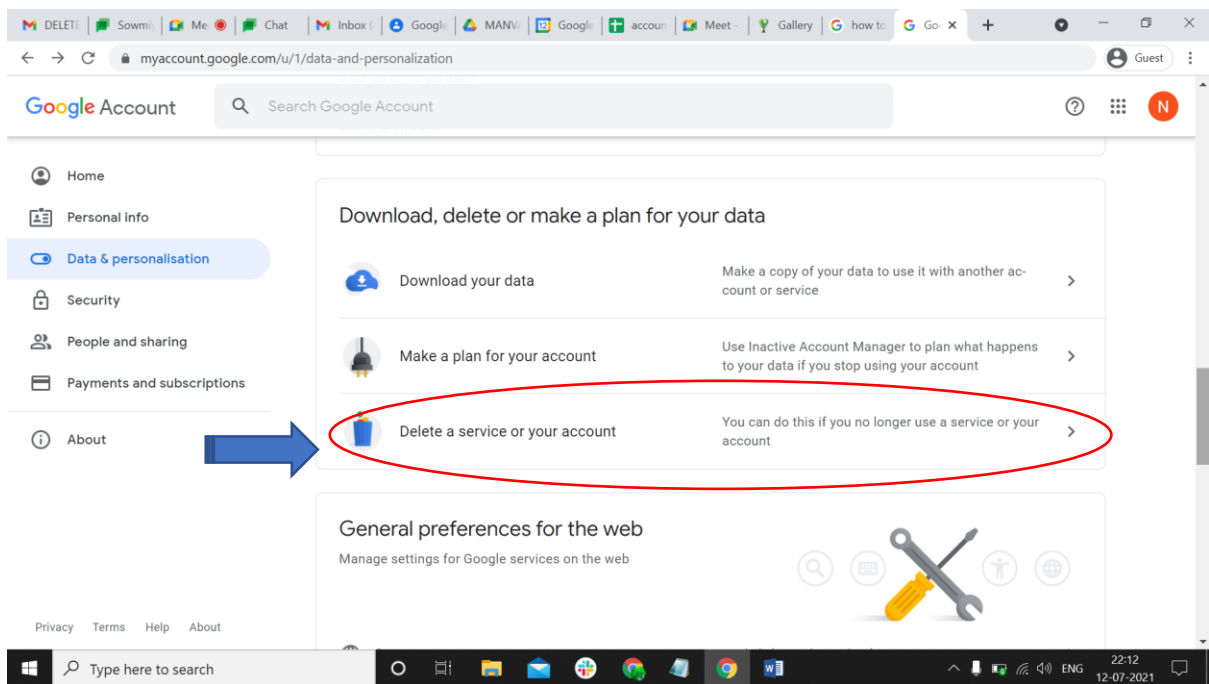 DELETE
Sowmi
Me
Chat
Inbox (
Google
MANV
Google
accoun
Meet -
Gallery
how to
Goo
myaccount.google.com/u/1/data-and-personalization
Guest
Google Account
Search Google Account
N
Home
Personal info
Data & personalisation
Security
People and sharing
Payments and subscriptions
About
Download, delete or make a plan for your data
Download your data
Make a copy of your data to use it with another ac-
count or service
Make a plan for your account
Use Inactive Account Manager to plan what happens
to your data if you stop using your account
Delete a service or your account
You can do this if you no longer use a service or your
account
General preferences for the web
Manage settings for Google services on the web
Privacy Terms Help About
Type here to search
ENG
22:12
12-07-2021